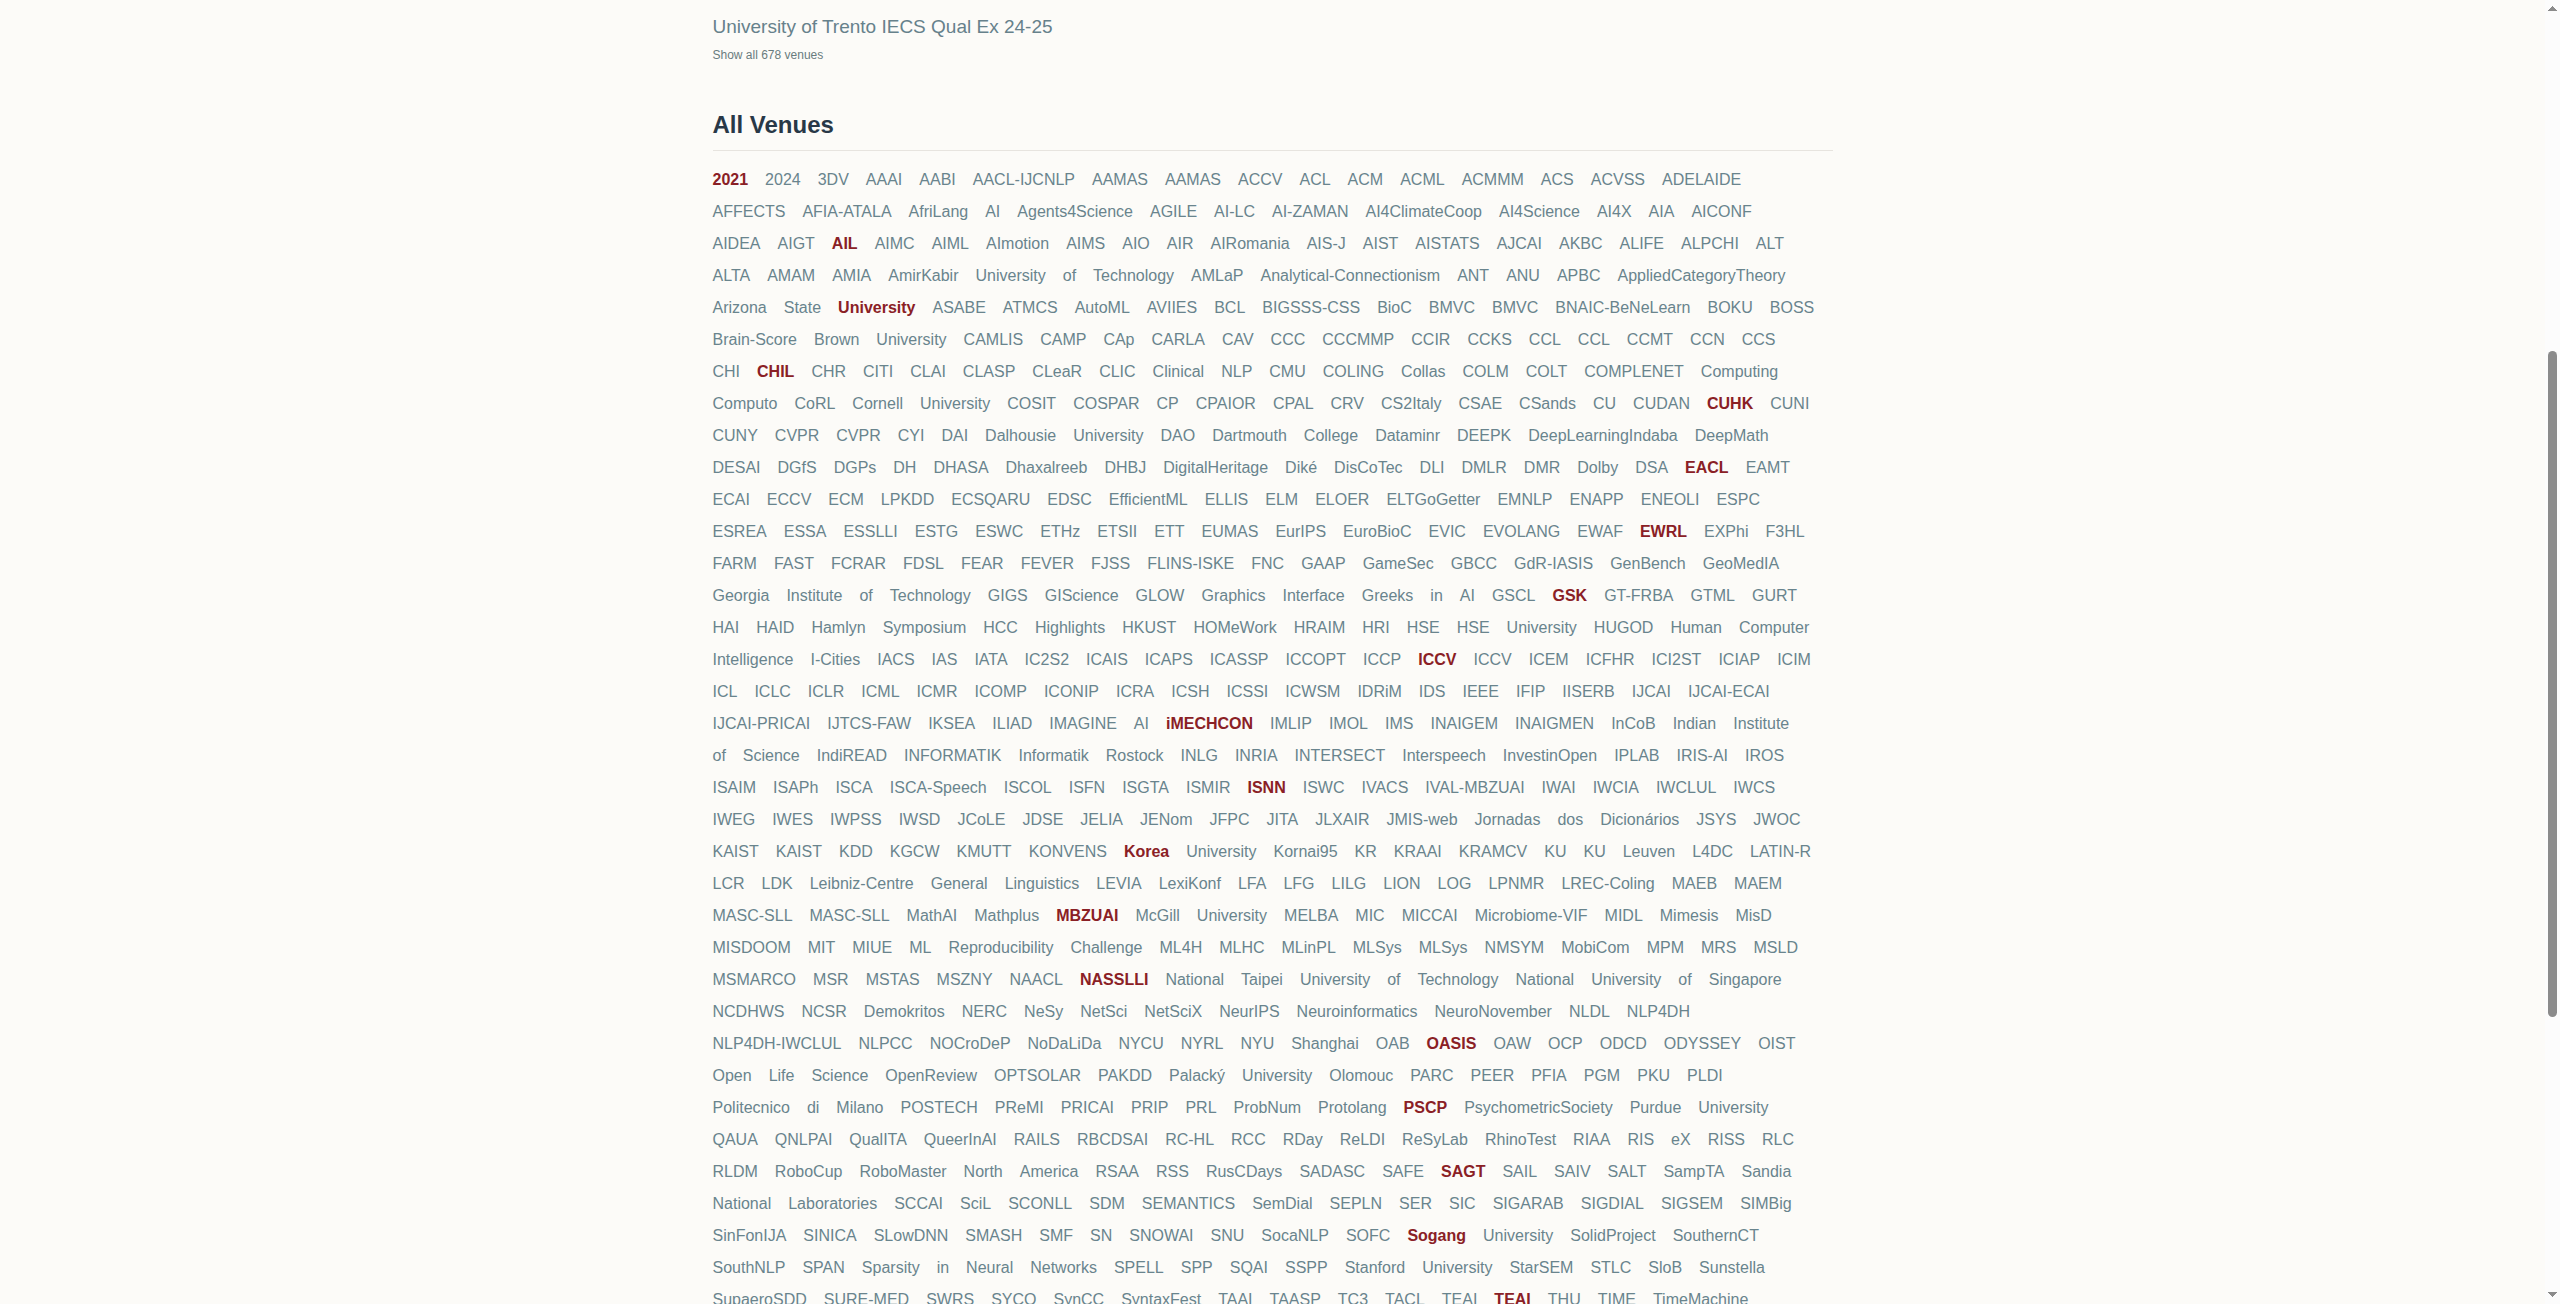 University of Trento IECS Qual Ex 24-25
Show all 678 venues
All Venues
2021 2024 3DV AAAI AABI AACL-IJCNLP AAMAS AAMAS ACCV ACL ACM ACML ACMMM ACS ACVSS ADELAIDE
AFFECTS AFIA-ATALA AfriLang AI Agents4Science AGILE AI-LC AI-ZAMAN AI4ClimateCoop AI4Science AI4X AIA AICONF
AIDEA AIGT AIL AIMC AIML AImotion AIMS AIO AIR AIRomania AIS-J AIST AISTATS AJCAI AKBC ALIFE ALPCHI ALT
ALTA AMAM AMIA AmirKabir University of Technology AMLaP Analytical-Connectionism ANT ANU APBC AppliedCategoryTheory
Arizona State University ASABE ATMCS AutoML AVIIES BCL BIGSSS-CSS BioC BMVC BMVC BNAIC-BeNeLearn BOKU BOSS
Brain-Score Brown University CAMLIS CAMP CAp CARLA CAV CCC CCCMMP CCIR CCKS CCL CCL CCMT CCN CCS
CHI CHIL CHR CITI CLAI CLASP CLeaR CLIC Clinical NLP CMU COLING Collas COLM COLT COMPLENET Computing
Computo CoRL Cornell University COSIT COSPAR CP CPAIOR CPAL CRV CS2Italy CSAE CSands CU CUDAN CUHK CUNI
CUNY CVPR CVPR CYI DAI Dalhousie University DAO Dartmouth College Dataminr DEEPK DeepLearningIndaba DeepMath
DESAI DGfS DGPs DH DHASA Dhaxalreeb DHBJ DigitalHeritage Diké DisCoTec DLI DMLR DMR Dolby DSA EACL EAMT
ECAI ECCV ECM LPKDD ECSQARU EDSC EfficientML ELLIS ELM ELOER ELTGoGetter EMNLP ENAPP ENEOLI ESPC
ESREA ESSA ESSLLI ESTG ESWC ETHz ETSII ETT EUMAS EurIPS EuroBioC EVIC EVOLANG EWAF EWRL EXPhi F3HL
FARM FAST FCRAR FDSL FEAR FEVER FJSS FLINS-ISKE FNC GAAP GameSec GBCC GdR-IASIS GenBench GeoMedIA
Georgia Institute of Technology GIGS GIScience GLOW Graphics Interface Greeks in AI GSCL GSK GT-FRBA GTML GURT
HAI HAID Hamlyn Symposium HCC Highlights HKUST HOMeWork HRAIM HRI HSE HSE University HUGOD Human Computer
Intelligence I-Cities IACS IAS IATA IC2S2 ICAIS ICAPS ICASSP ICCOPT ICCP ICCV ICCV ICEM ICFHR ICI2ST ICIAP ICIM
ICL ICLC ICLR ICML ICMR ICOMP ICONIP ICRA ICSH ICSSI ICWSM IDRiM IDS IEEE IFIP IISERB IJCAI IJCAI-ECAI
IJCAI-PRICAI IJTCS-FAW IKSEA ILIAD IMAGINE AI iMECHCON IMLIP IMOL IMS INAIGEM INAIGMEN InCoB Indian Institute
of Science IndiREAD INFORMATIK Informatik Rostock INLG INRIA INTERSECT Interspeech InvestinOpen IPLAB IRIS-AI IROS
ISAIM ISAPh ISCA ISCA-Speech ISCOL ISFN ISGTA ISMIR ISNN ISWC IVACS IVAL-MBZUAI IWAI IWCIA IWCLUL IWCS
IWEG IWES IWPSS IWSD JCoLE JDSE JELIA JENom JFPC JITA JLXAIR JMIS-web Jornadas dos Dicionários JSYS JWOC
KAIST KAIST KDD KGCW KMUTT KONVENS Korea University Kornai95 KR KRAAI KRAMCV KU KU Leuven L4DC LATIN-R
LCR LDK Leibniz-Centre General Linguistics LEVIA LexiKonf LFA LFG LILG LION LOG LPNMR LREC-Coling MAEB MAEM
MASC-SLL MASC-SLL MathAI Mathplus MBZUAI McGill University MELBA MIC MICCAI Microbiome-VIF MIDL Mimesis MisD
MISDOOM MIT MIUE ML Reproducibility Challenge ML4H MLHC MLinPL MLSys MLSys NMSYM MobiCom MPM MRS MSLD
MSMARCO MSR MSTAS MSZNY NAACL NASSLLI National Taipei University of Technology National University of Singapore
NCDHWS NCSR Demokritos NERC NeSy NetSci NetSciX NeurIPS Neuroinformatics NeuroNovember NLDL NLP4DH
NLP4DH-IWCLUL NLPCC NOCroDeP NoDaLiDa NYCU NYRL NYU Shanghai OAB OASIS OAW OCP ODCD ODYSSEY OIST
Open Life Science OpenReview OPTSOLAR PAKDD Palacký University Olomouc PARC PEER PFIA PGM PKU PLDI
Politecnico di Milano POSTECH PReMI PRICAI PRIP PRL ProbNum Protolang PSCP PsychometricSociety Purdue University
QAUA QNLPAI QualITA QueerInAI RAILS RBCDSAI RC-HL RCC RDay ReLDI ReSyLab RhinoTest RIAA RIS eX RISS RLC
RLDM RoboCup RoboMaster North America RSAA RSS RusCDays SADASC SAFE SAGT SAIL SAIV SALT SampTA Sandia
National Laboratories SCCAI SciL SCONLL SDM SEMANTICS SemDial SEPLN SER SIC SIGARAB SIGDIAL SIGSEM SIMBig
SinFonIJA SINICA SLowDNN SMASH SMF SN SNOWAI SNU SocaNLP SOFC Sogang University SolidProject SouthernCT
SouthNLP SPAN Sparsity in Neural Networks SPELL SPP SQAI SSPP Stanford University StarSEM STLC SloB Sunstella
SupaeroSDD SURE-MED SWRS SYCO SynCC SyntaxFest TAAI TAASP TC3 TACL TEAI TEAI THU TIME TimeMachine